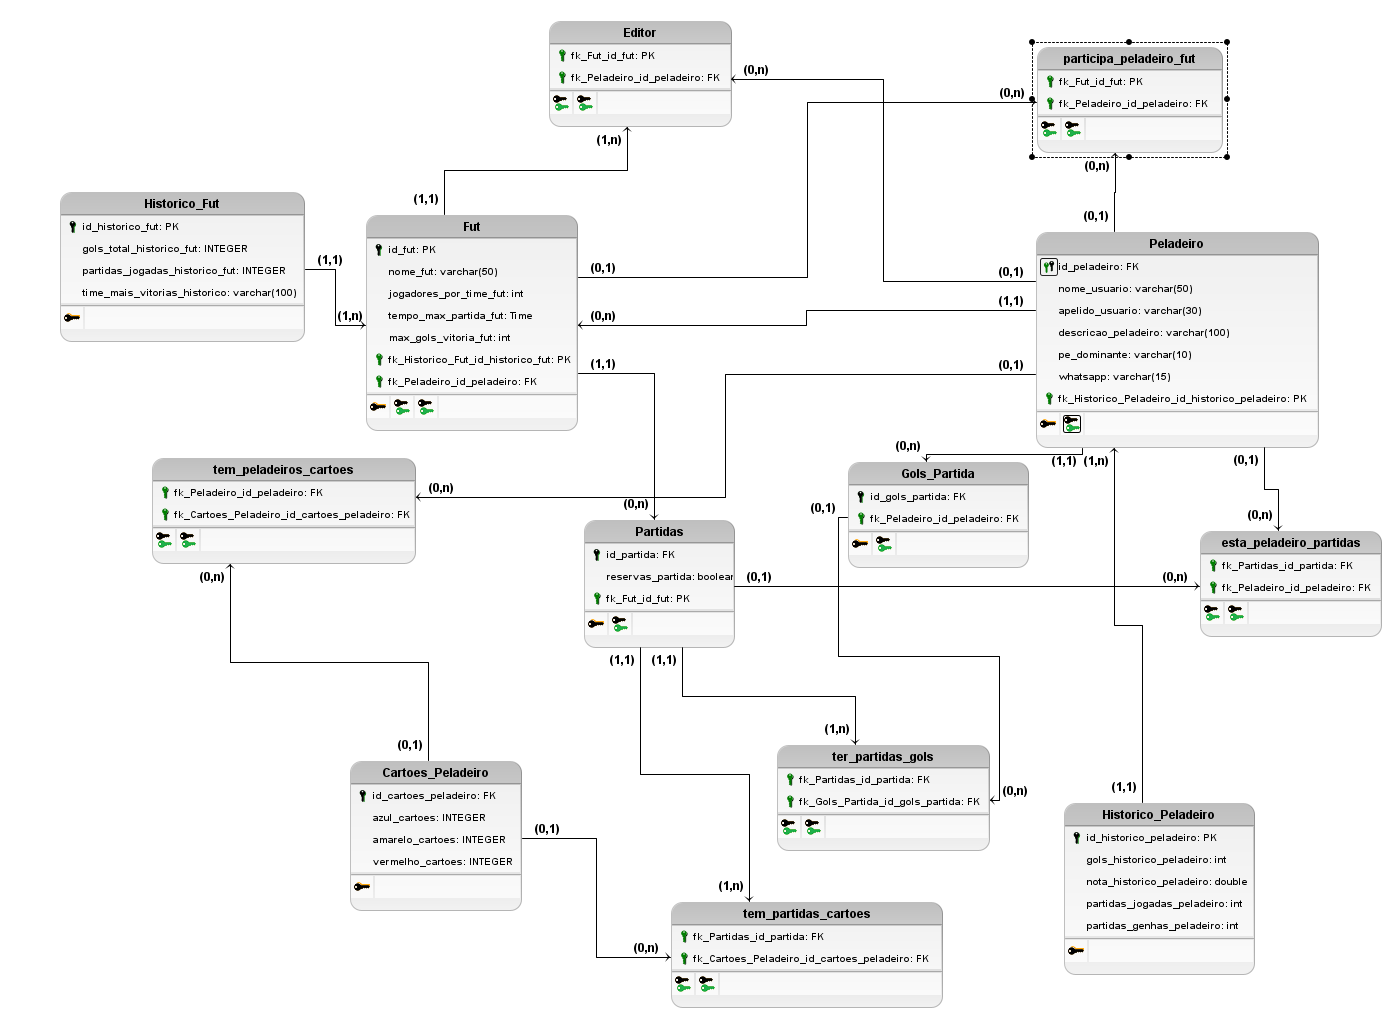 Editor
fk_Fut_id_fut: PK
fk_Peladeiro_id_peladeiro: FK
(0,n)
(1,n)
participa_peladeiro_fut
fk_Fut_id_fut: PK
fk_Peladeiro_id_peladeiro: FK
(0,n)
(0,n)
(0,1)
Historico_Fut
id_historico_fut: PK
gols_total_historico_fut: INTEGER
partidas_jogadas_historico_fut: INTEGER
time_mais_vitorias_historico: varchar(100)
(1,1)
(1,n)
(1,1)
Fut
id_fut: PK
nome_fut: varchar(50)
jogadores_por_time_fut: int
tempo_max_partida_fut: Time
max_gols_vitoria_fut: int
fk_Historico_Fut_id_historico_fut: PK
fk_Peladeiro_id_peladeiro: FK
(0,1)
(0,n)
(1,1)
Peladeiro
id_peladeiro: FK
nome_usuario: varchar(50)
apelido_usuario: varchar(30)
descricao_peladeiro: varchar(100)
pe_dominante: varchar(10)
whatsapp: varchar(15)
fk_Historico_Peladeiro_id_historico_peladeiro: PK
(0,1)
(1,1)
(0,1)
(0,n)
(1,1)
(1,n)
(0,1)
tem_peladeiros_cartoes
fk_Peladeiro_id_peladeiro: FK
fk_Cartoes_Peladeiro_id_cartoes_peladeiro: FK
(0,n)
(0,n)
(0,n)
Partidas
id_partida: FK
reservas_partida: boolean
fk_Fut_id_fut: PK
(0,1)
(1,1)
(1,1)
Gols_Partida
id_gols_partida: FK
fk_Peladeiro_id_peladeiro: FK
(0,1)
(0,n)
esta_peladeiro_partidas
fk_Partidas_id_partida: FK
fk_Peladeiro_id_peladeiro: FK
(0,n)
(1,n)
ter_partidas_gols
fk_Partidas_id_partida: FK
fk_Gols_Partida_id_gols_partida: FK
(0,n)
(0,1)
Cartoes_Peladeiro
id_cartoes_peladeiro: FK
azul_cartoes: INTEGER
amarelo_cartoes: INTEGER
vermelho_cartoes: INTEGER
(0,1)
(1,1)
Historico_Peladeiro
id_historico_peladeiro: PK
gols_historico_peladeiro: int
nota_historico_peladeiro: double
partidas_jogadas_peladeiro: int
partidas_genhas_peladeiro: int
(1,n)
(0,n)
tem_partidas_cartoes
fk_Partidas_id_partida: FK
fk_Cartoes_Peladeiro_id_cartoes_peladeiro: FK